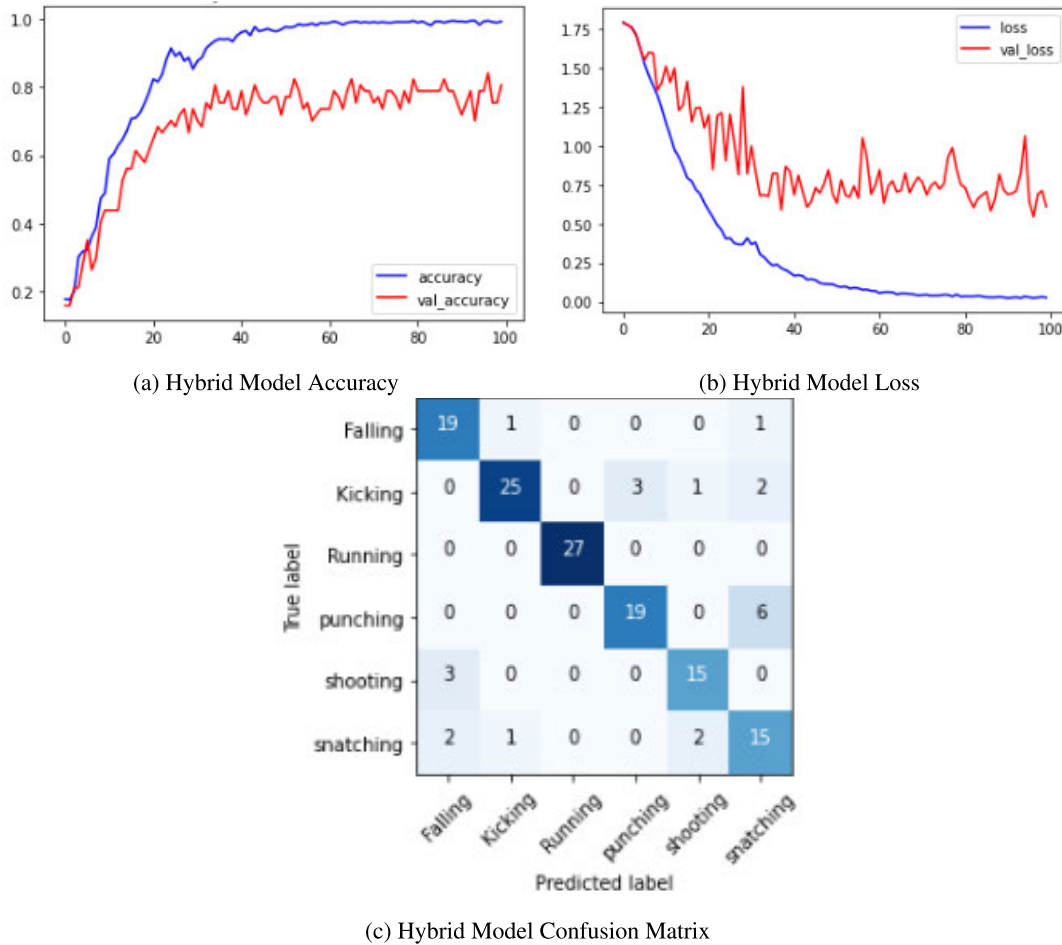 1.0
0.8
0.6
0.4
0.2
0
20
40
60
80
100
accuracy
val_accuracy
(a) Hybrid Model Accuracy
1.75
1.50
1.25
1.00
0.75
0.50
0.25
0.00
0
20
40
60
80
100
loss
val_loss
(b) Hybrid Model Loss
True label
Falling 19 1 0 0 0 1
Kicking 0 25 0 3 1 2
Running 0 0 27 0 0 0
punching 0 0 0 19 0 6
shooting 3 0 0 0 15 0
snatching 2 1 0 0 2 15
Falling Kicking Running punching shooting snatching
Predicted label
(c) Hybrid Model Confusion Matrix